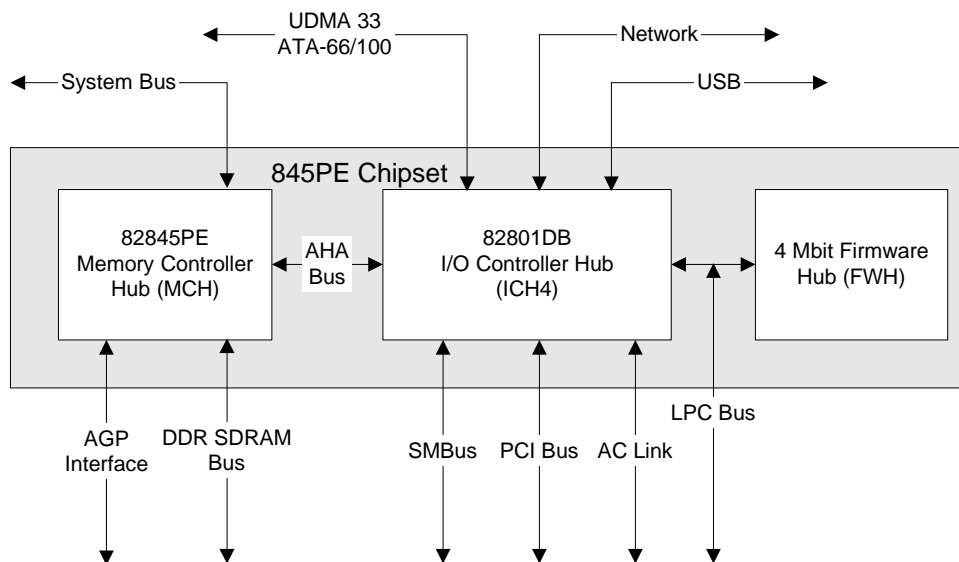 UDMA 33
ATA-66/100
Network
System Bus
USB
845PE Chipset
82845PE
Memory Controller
Hub (MCH)
AHA
Bus
82801DB
I/O Controller Hub
(ICH4)
4 Mbit Firmware
Hub (FWH)
AGP
Interface
DDR SDRAM
Bus
SMBus
PCI Bus
AC Link
LPC Bus